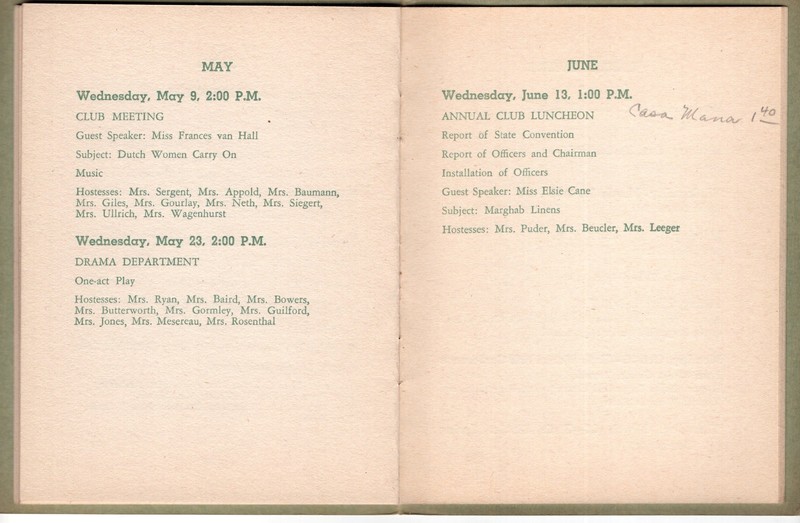 MAY
Wednesday, May 9, 2:00 P.M.
CLUB MEETING
Guest Speaker: Miss Frances van Hall
Subject: Dutch Women Carry On
Music
Hostesses: Mrs. Sergent, Mrs. Appold, Mrs. Baumann,
Mrs. Giles, Mrs. Gourlay, Mrs. Neth, Mrs. Siegert,
Mrs. Ullrich, Mrs. Wagenhurst
Wednesday, May 23, 2:00 P.M.
DRAMA DEPARTMENT
One-act Play
Hostesses: Mrs. Ryan, Mrs. Baird, Mrs. Bowers,
Mrs. Butterworth, Mrs. Gormley, Mrs. Guilford,
Mrs. Jones, Mrs. Mesereau, Mrs. Rosenthal
JUNE
Wednesday, June 13, 1:00 P.M.
ANNUAL CLUB LUNCHEON Casa Mana 1 40
Report of State Convention
Report of Officers and Chairman
Installation of Officers
Guest Speaker: Miss Elsie Cane
Subject: Marghab Linens
Hostesses: Mrs. Puder, Mrs. Beucler, Mrs. Leeger